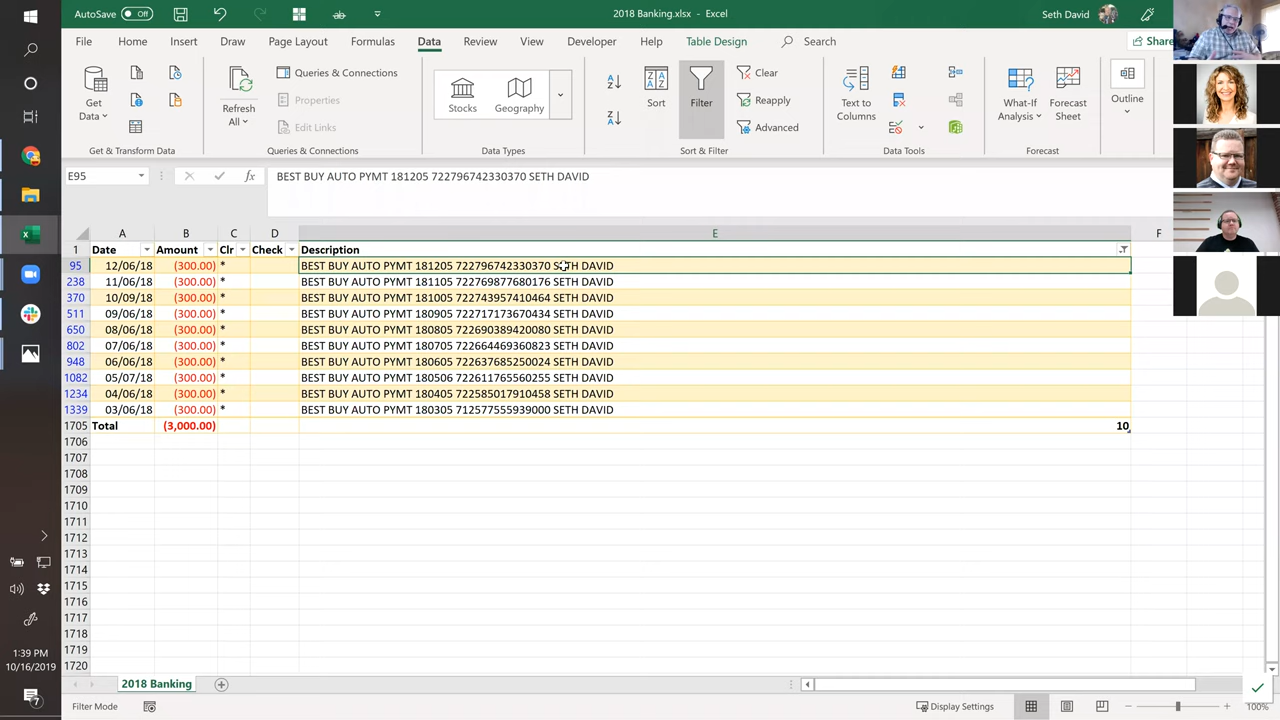 AutoSave Off
2018 Banking.xlsx - Excel
Seth David
File Home Insert Draw Page Layout Formulas Data Review View Developer Help Table Design Search Share
Get Data
Refresh All
Queries & Connections
Properties
Edit Links
Stocks
Geography
Sort
Filter
Clear
Reapply
Advanced
Text to Columns
What-If Analysis
Forecast Sheet
Outline
Get & Transform Data
Queries & Connections
Data Types
Sort & Filter
Data Tools
Forecast
E95 fx BEST BUY AUTO PYMT 181205 722796742330370 SETH DAVID
A B C D E F
1 Date Amount Clr Check Description
95 12/06/18 (300.00) * BEST BUY AUTO PYMT 181205 722796742330370 SETH DAVID
238 11/06/18 (300.00) * BEST BUY AUTO PYMT 181105 722769877680176 SETH DAVID
370 10/09/18 (300.00) * BEST BUY AUTO PYMT 181005 722743957410464 SETH DAVID
511 09/06/18 (300.00) * BEST BUY AUTO PYMT 180905 722717173670434 SETH DAVID
650 08/06/18 (300.00) * BEST BUY AUTO PYMT 180805 722690389420080 SETH DAVID
802 07/06/18 (300.00) * BEST BUY AUTO PYMT 180705 722664469360823 SETH DAVID
948 06/06/18 (300.00) * BEST BUY AUTO PYMT 180605 722637685250024 SETH DAVID
1082 05/07/18 (300.00) * BEST BUY AUTO PYMT 180506 722611765560255 SETH DAVID
1234 04/06/18 (300.00) * BEST BUY AUTO PYMT 180405 722585017910458 SETH DAVID
1339 03/06/18 (300.00) * BEST BUY AUTO PYMT 180305 712577555939000 SETH DAVID
1705 Total (3,000.00) 10
1706
1707
1708
1709
1710
1711
1712
1713
1714
1715
1716
1717
1718
1719
1720
2018 Banking
Filter Mode
Display Settings
100%
1:39 PM
10/16/2019
7